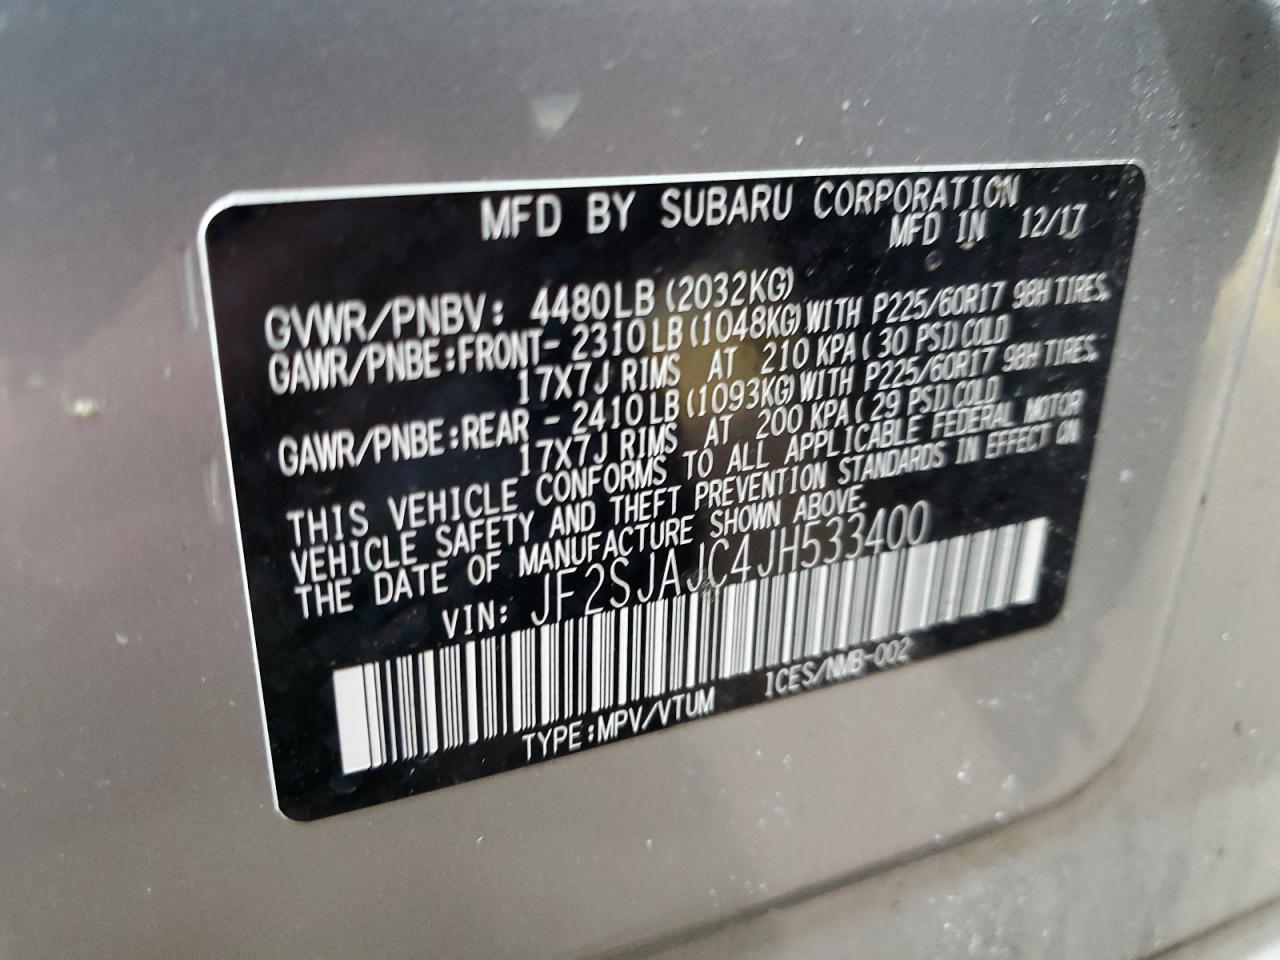 MFD BY SUBARU CORPORATION
MFD IN 12/17
GVWR/PNBV: 4480LB(2032KG)
GAWR/PNBE:FRONT- 2310LB(1048KG)WITH P225/60R17 98H TIRES,
17X7J RIMS AT 210 KPA( 30 PSI)COLD
GAWR/PNBE:REAR - 2410LB(1093KG)WITH P225/60R17 98H TIRES,
17X7J RIMS AT 200 KPA( 29 PSI)COLD
THIS VEHICLE CONFORMS TO ALL APPLICABLE FEDERAL MOTOR
VEHICLE SAFETY AND THEFT PREVENTION STANDARDS IN EFFECT ON
THE DATE OF MANUFACTURE SHOWN ABOVE.
VIN: JF2SJAJC4JH533400
TYPE:MPV/VTUM ICES/NMB-002